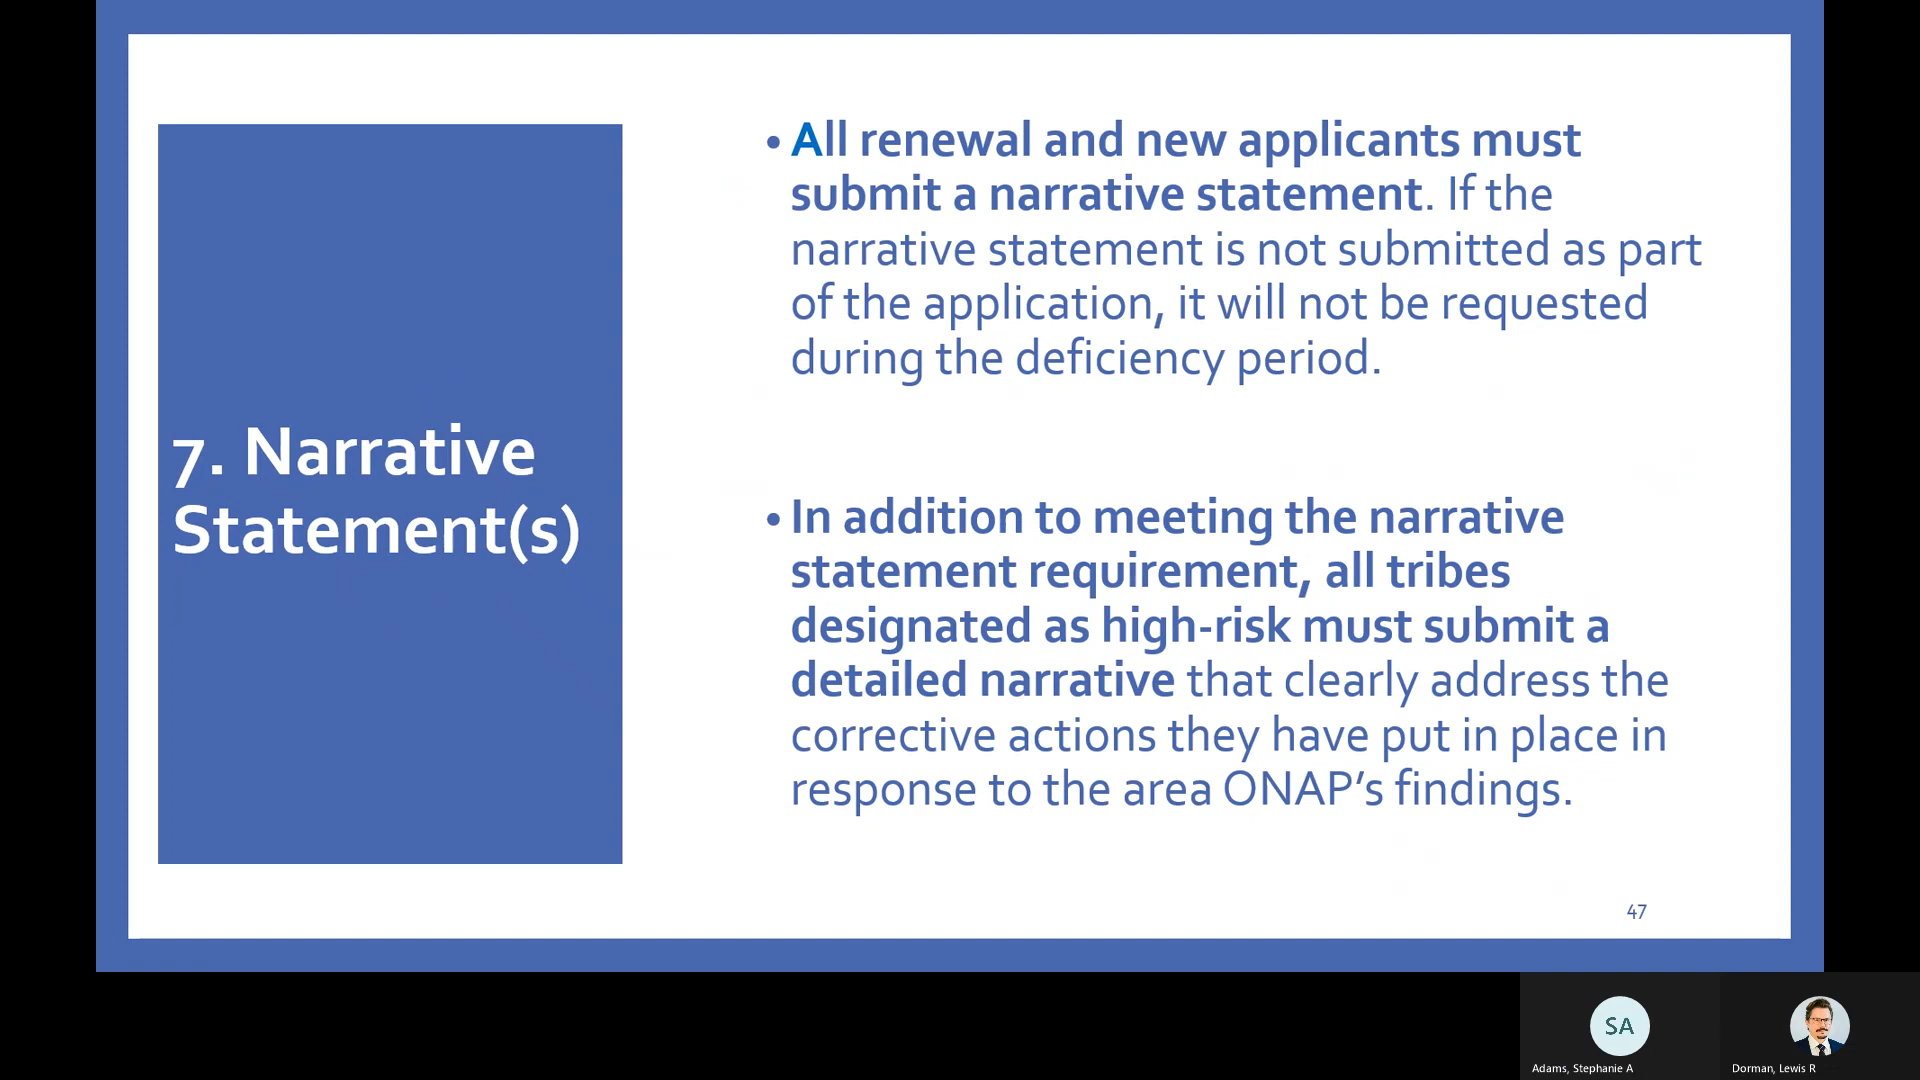 7. Narrative
Statement(s)
• All renewal and new applicants must
submit a narrative statement. If the
narrative statement is not submitted as part
of the application, it will not be requested
during the deficiency period.
• In addition to meeting the narrative
statement requirement, all tribes
designated as high-risk must submit a
detailed narrative that clearly address the
corrective actions they have put in place in
response to the area ONAP’s findings.
47
SA
Adams, Stephanie A
Dorman, Lewis R